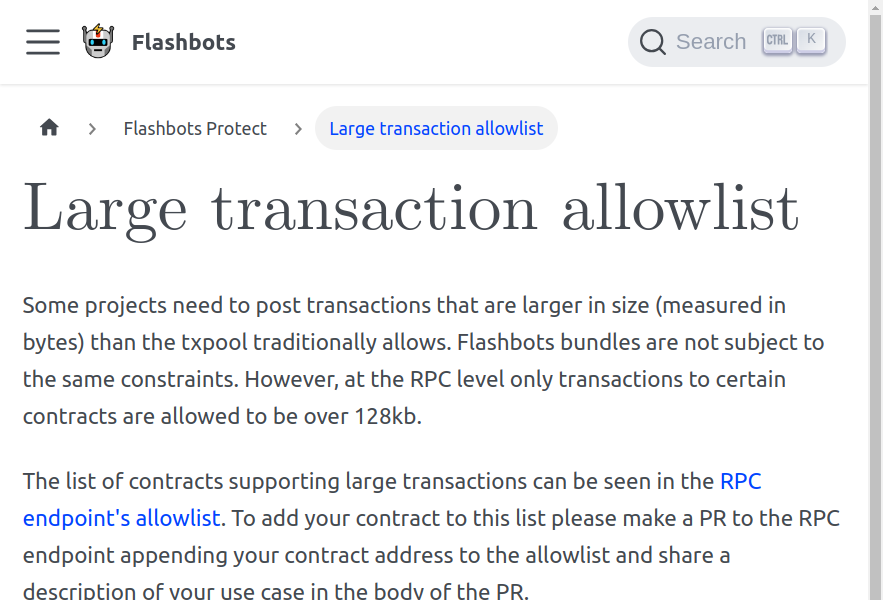 Flashbots
Search CTRL K
Flashbots Protect
Large transaction allowlist
Large transaction allowlist
Some projects need to post transactions that are larger in size (measured in
bytes) than the txpool traditionally allows. Flashbots bundles are not subject to
the same constraints. However, at the RPC level only transactions to certain
contracts are allowed to be over 128kb.
The list of contracts supporting large transactions can be seen in the RPC
endpoint's allowlist. To add your contract to this list please make a PR to the RPC
endpoint appending your contract address to the allowlist and share a
description of your use case in the body of the PR.